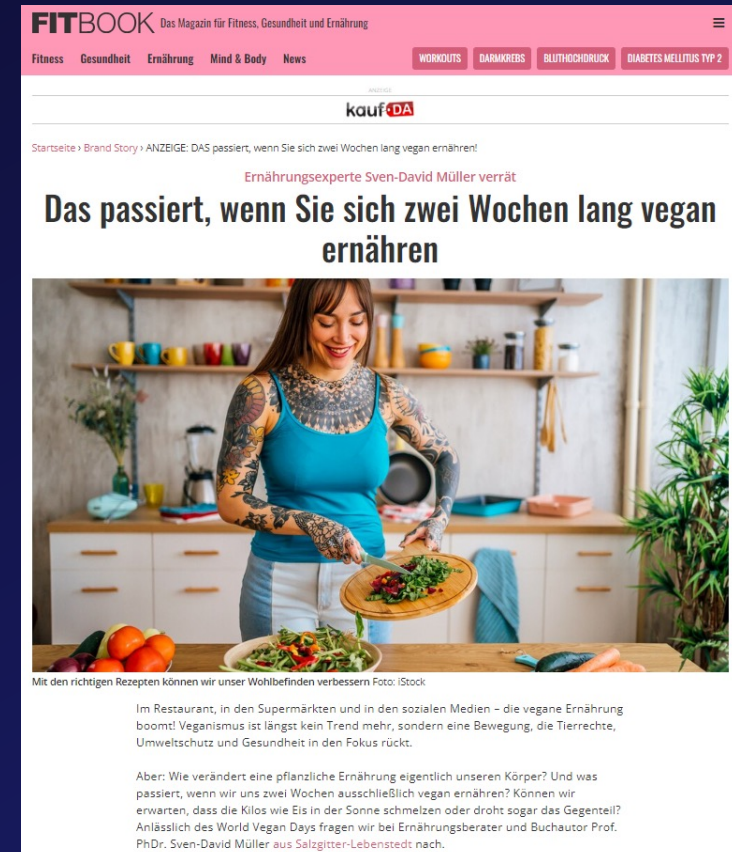 FITBOOK Das Magazin für Fitness, Gesundheit und Ernährung
Fitness Gesundheit Ernährung Mind & Body News WORKOUTS DARMKREBS BLUTHOCHDRUCK DIABETES MELLITUS TYP 2
ANZEIGE
kaufDA
Startseite › Brand Story › ANZEIGE: DAS passiert, wenn Sie sich zwei Wochen lang vegan ernähren!
Ernährungsexperte Sven-David Müller verrät
Das passiert, wenn Sie sich zwei Wochen lang vegan
ernähren
Mit den richtigen Rezepten können wir unser Wohlbefinden verbessern Foto: iStock
Im Restaurant, in den Supermärkten und in den sozialen Medien – die vegane Ernährung
boomt! Veganismus ist längst kein Trend mehr, sondern eine Bewegung, die Tierrechte,
Umweltschutz und Gesundheit in den Fokus rückt.
Aber: Wie verändert eine pflanzliche Ernährung eigentlich unseren Körper? Und was
passiert, wenn wir uns zwei Wochen ausschließlich vegan ernähren? Können wir
erwarten, dass die Kilos wie Eis in der Sonne schmelzen oder droht sogar das Gegenteil?
Anlässlich des World Vegan Days fragen wir bei Ernährungsberater und Buchautor Prof.
PhDr. Sven-David Müller aus Salzgitter-Lebenstedt nach.